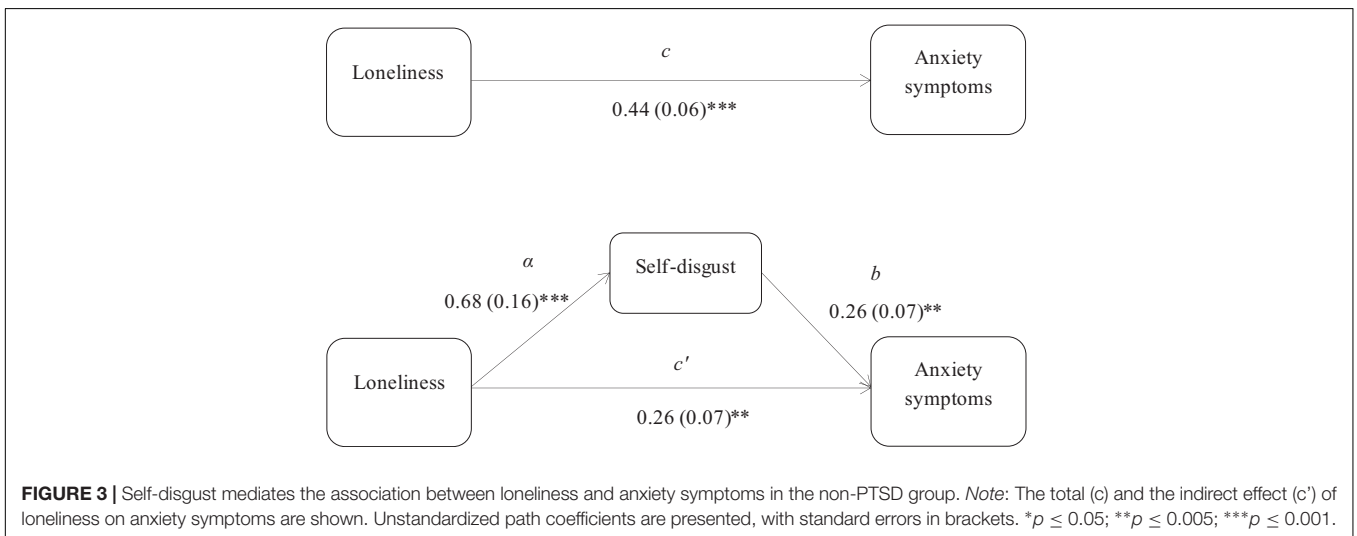 c
Loneliness
Anxiety
symptoms
0.44 (0.06)***
α
Self-disgust
b
0.68 (0.16)***
0.26 (0.07)**
Loneliness
c′
Anxiety
symptoms
0.26 (0.07)**
FIGURE 3 | Self-disgust mediates the association between loneliness and anxiety symptoms in the non-PTSD group. Note: The total (c) and the indirect effect (c’) of
loneliness on anxiety symptoms are shown. Unstandardized path coefficients are presented, with standard errors in brackets. *p ≤ 0.05; **p ≤ 0.005; ***p ≤ 0.001.